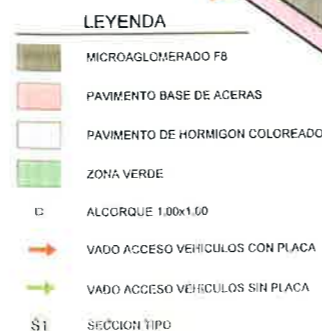 LEYENDA
MICROAGLOMERADO F8
PAVIMENTO BASE DE ACERAS
PAVIMENTO DE HORMIGON COLOREADO
ZONA VERDE
ALCORQUE 1,00x1,00
VADO ACCESO VEHICULOS CON PLACA
VADO ACCESO VEHICULOS SIN PLACA
S1 SECCION TIPO